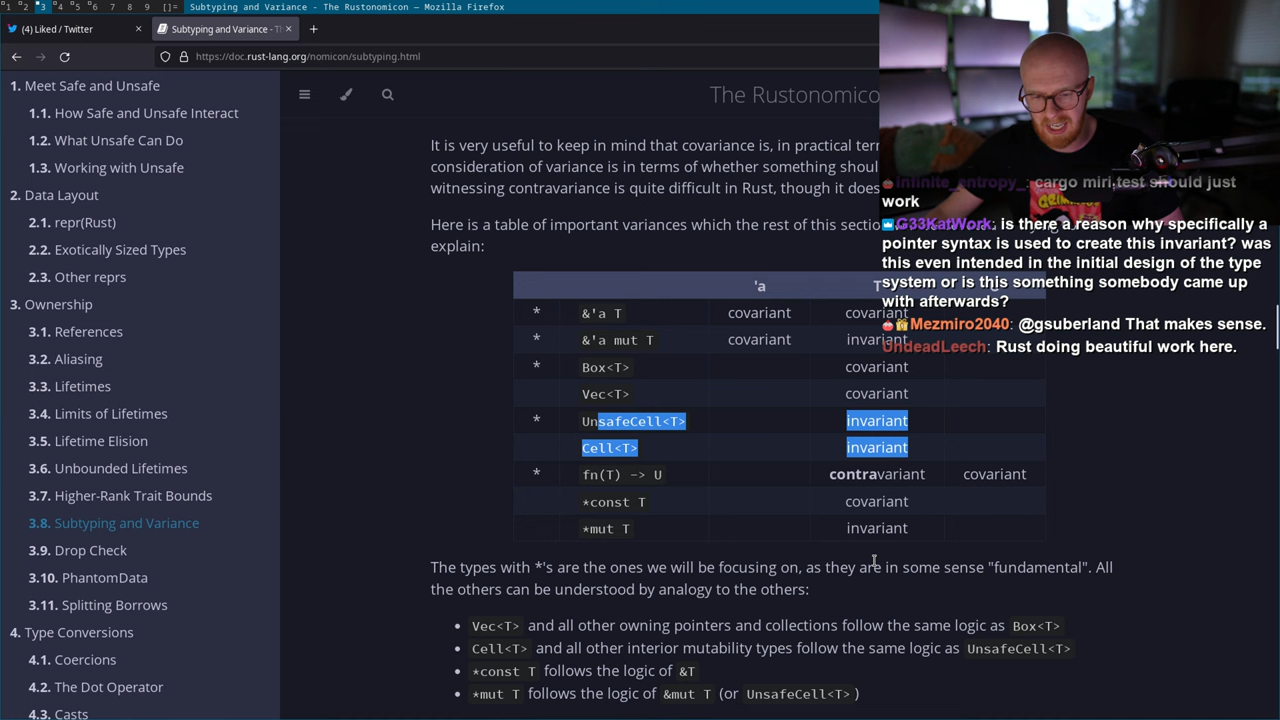 1 2 3 4 5 6 7 8 9 []= Subtyping and Variance - The Rustonomicon — Mozilla Firefox
(4) Liked / Twitter
Subtyping and Variance - Th
https://doc.rust-lang.org/nomicon/subtyping.html
1. Meet Safe and Unsafe
1.1. How Safe and Unsafe Interact
1.2. What Unsafe Can Do
1.3. Working with Unsafe
2. Data Layout
2.1. repr(Rust)
2.2. Exotically Sized Types
2.3. Other reprs
3. Ownership
3.1. References
3.2. Aliasing
3.3. Lifetimes
3.4. Limits of Lifetimes
3.5. Lifetime Elision
3.6. Unbounded Lifetimes
3.7. Higher-Rank Trait Bounds
3.8. Subtyping and Variance
3.9. Drop Check
3.10. PhantomData
3.11. Splitting Borrows
4. Type Conversions
4.1. Coercions
4.2. The Dot Operator
4.3. Casts
The Rustonomico
It is very useful to keep in mind that covariance is, in practical tern
consideration of variance is in terms of whether something shoul
witnessing contravariance is quite difficult in Rust, though it does
Here is a table of important variances which the rest of this sectio
explain:
'a T
* &'a T covariant covariant
* &'a mut T covariant invariant
* Box<T> covariant
Vec<T> covariant
* UnsafeCell<T> invariant
Cell<T> invariant
* fn(T) -> U contravariant covariant
*const T covariant
*mut T invariant
The types with *'s are the ones we will be focusing on, as they are in some sense "fundamental". All
the others can be understood by analogy to the others:
• Vec<T> and all other owning pointers and collections follow the same logic as Box<T>
• Cell<T> and all other interior mutability types follow the same logic as UnsafeCell<T>
• *const T follows the logic of &T
• *mut T follows the logic of &mut T (or UnsafeCell<T>)
infinite_entropy_: cargo miri,test should just
work
G33KatWork: is there a reason why specifically a
pointer syntax is used to create this invariant? was
this even intended in the initial design of the type
system or is this something somebody came up
with afterwards?
Mezmiro2040: @gsuberland That makes sense.
UndeadLeech: Rust doing beautiful work here.